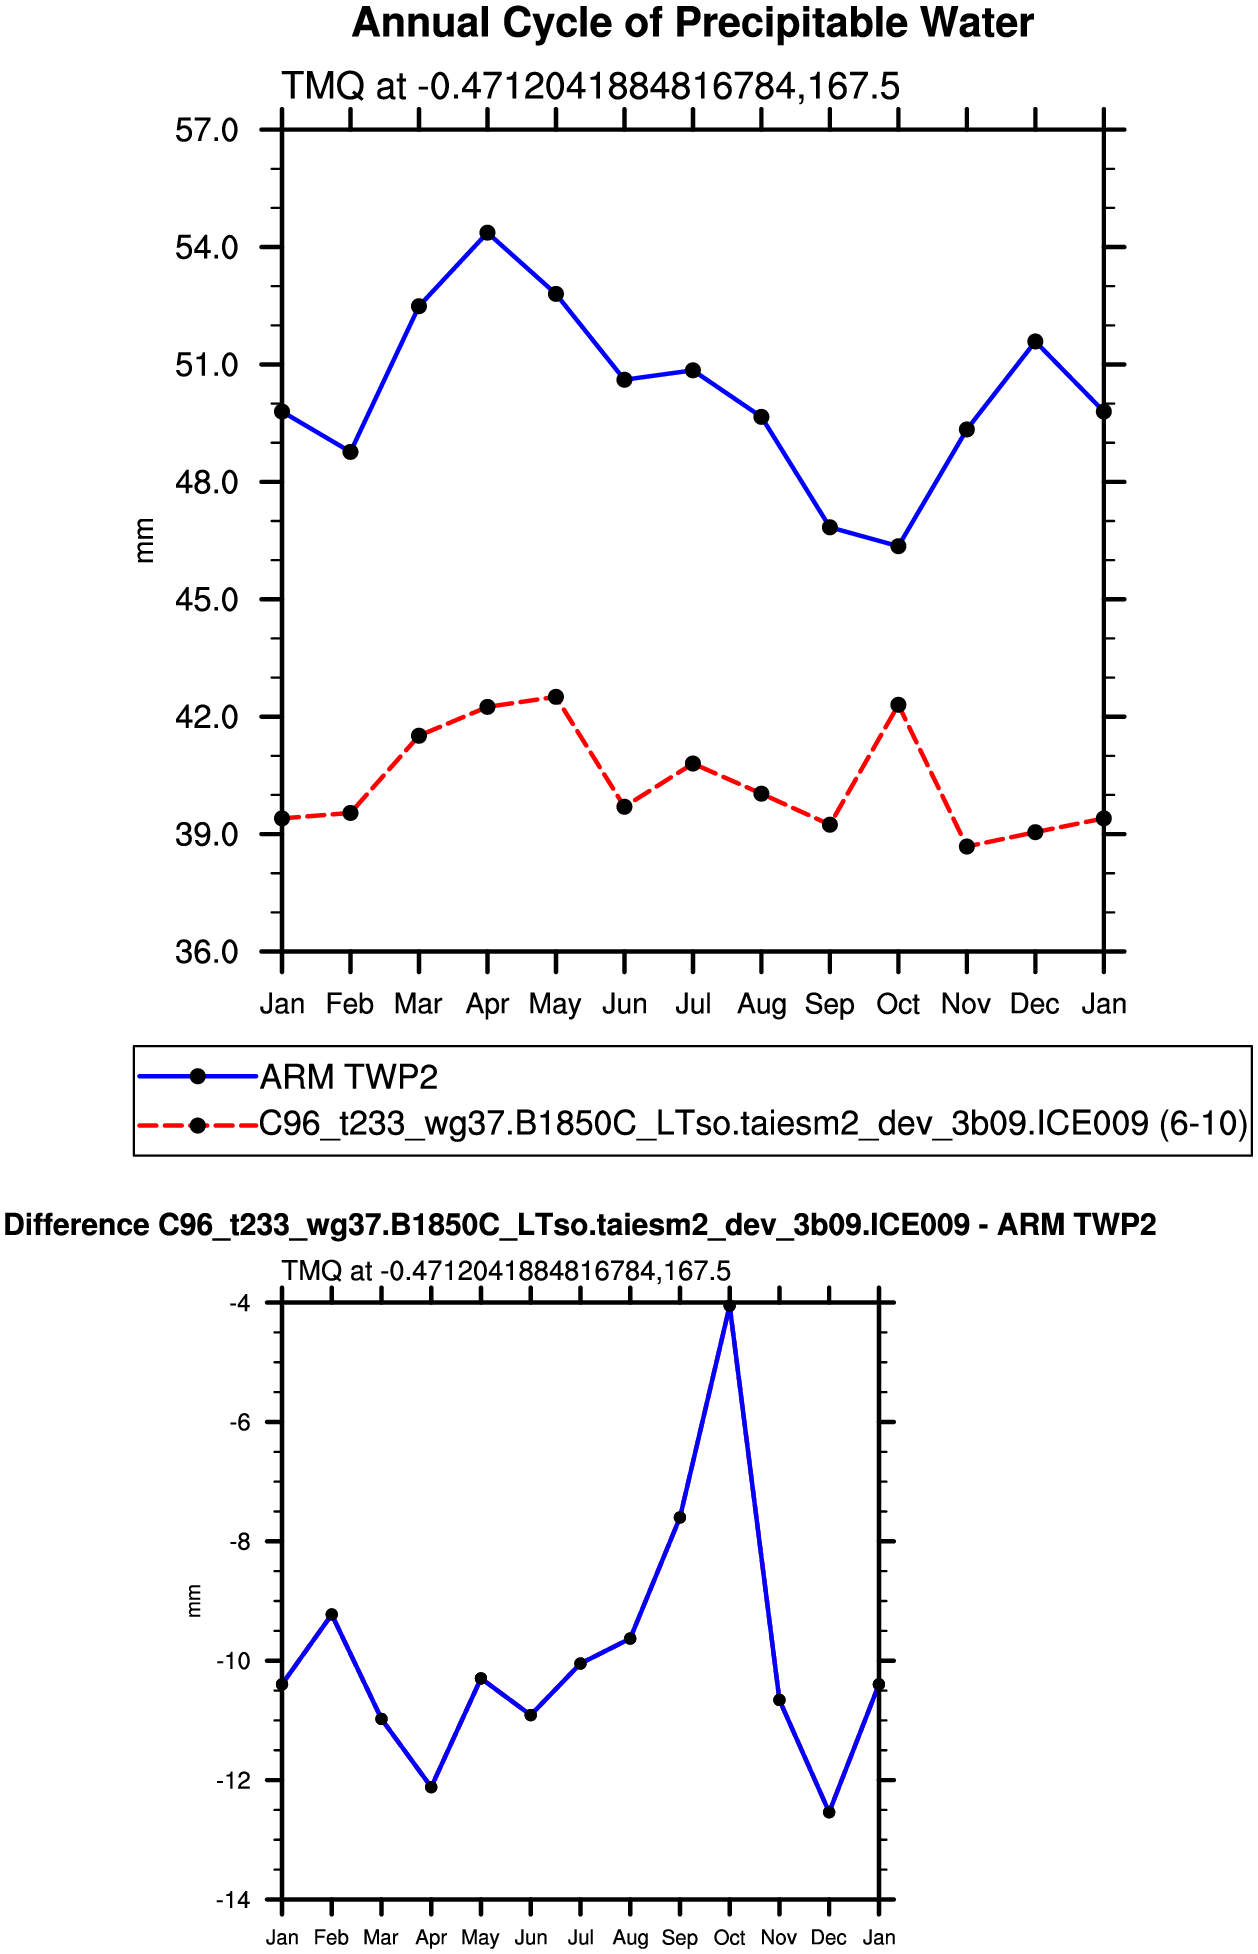 Annual Cycle of Precipitable Water
TMQ at -0.4712041884816784,167.5
57.0
54.0
51.0
48.0
45.0
42.0
39.0
36.0
mm
Jan Feb Mar Apr May Jun Jul Aug Sep Oct Nov Dec Jan
ARM TWP2
C96_t233_wg37.B1850C_LTso.taiesm2_dev_3b09.ICE009 (6-10)
Difference C96_t233_wg37.B1850C_LTso.taiesm2_dev_3b09.ICE009 - ARM TWP2
TMQ at -0.4712041884816784,167.5
-4
-6
-8
-10
-12
-14
mm
Jan Feb Mar Apr May Jun Jul Aug Sep Oct Nov Dec Jan